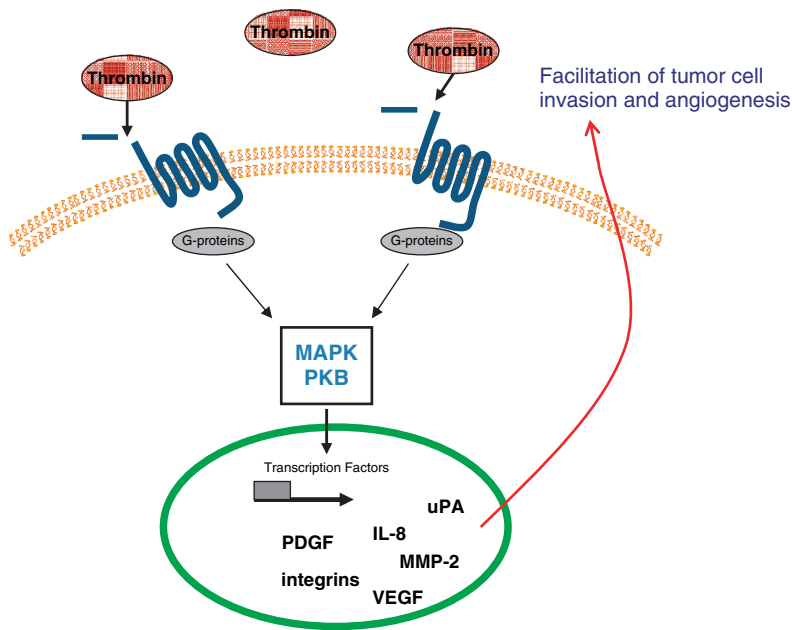 Thrombin
Thrombin
Thrombin
Facilitation of tumor cell
invasion and angiogenesis
G-proteins
G-proteins
MAPK
PKB
Transcription Factors
uPA
IL-8
PDGF
MMP-2
integrins
VEGF